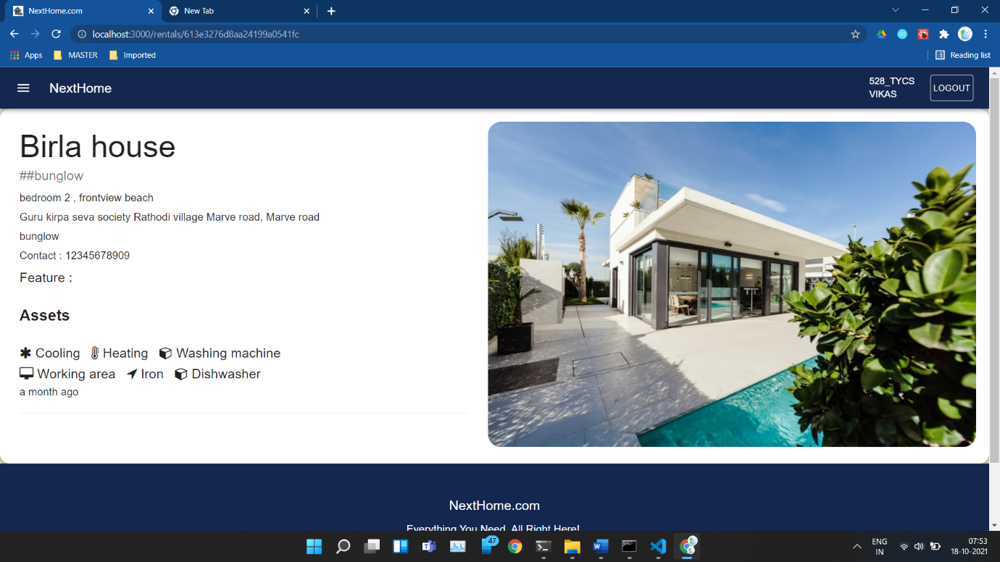 NextHome.com
New Tab
localhost:3000/rentals/613e3276d8aa24199a0541fc
Apps
MASTER
Imported
Reading list
NextHome
528_TYCS
VIKAS
LOGOUT
Birla house
##bunglow
bedroom 2 , frontview beach
Guru kirpa seva society Rathodi village Marve road, Marve road
bunglow
Contact : 12345678909
Feature :
Assets
Cooling Heating Washing machine
Working area Iron Dishwasher
a month ago
NextHome.com
Everything You Need, All Right Here!
47
ENG
IN
07:53
18-10-2021